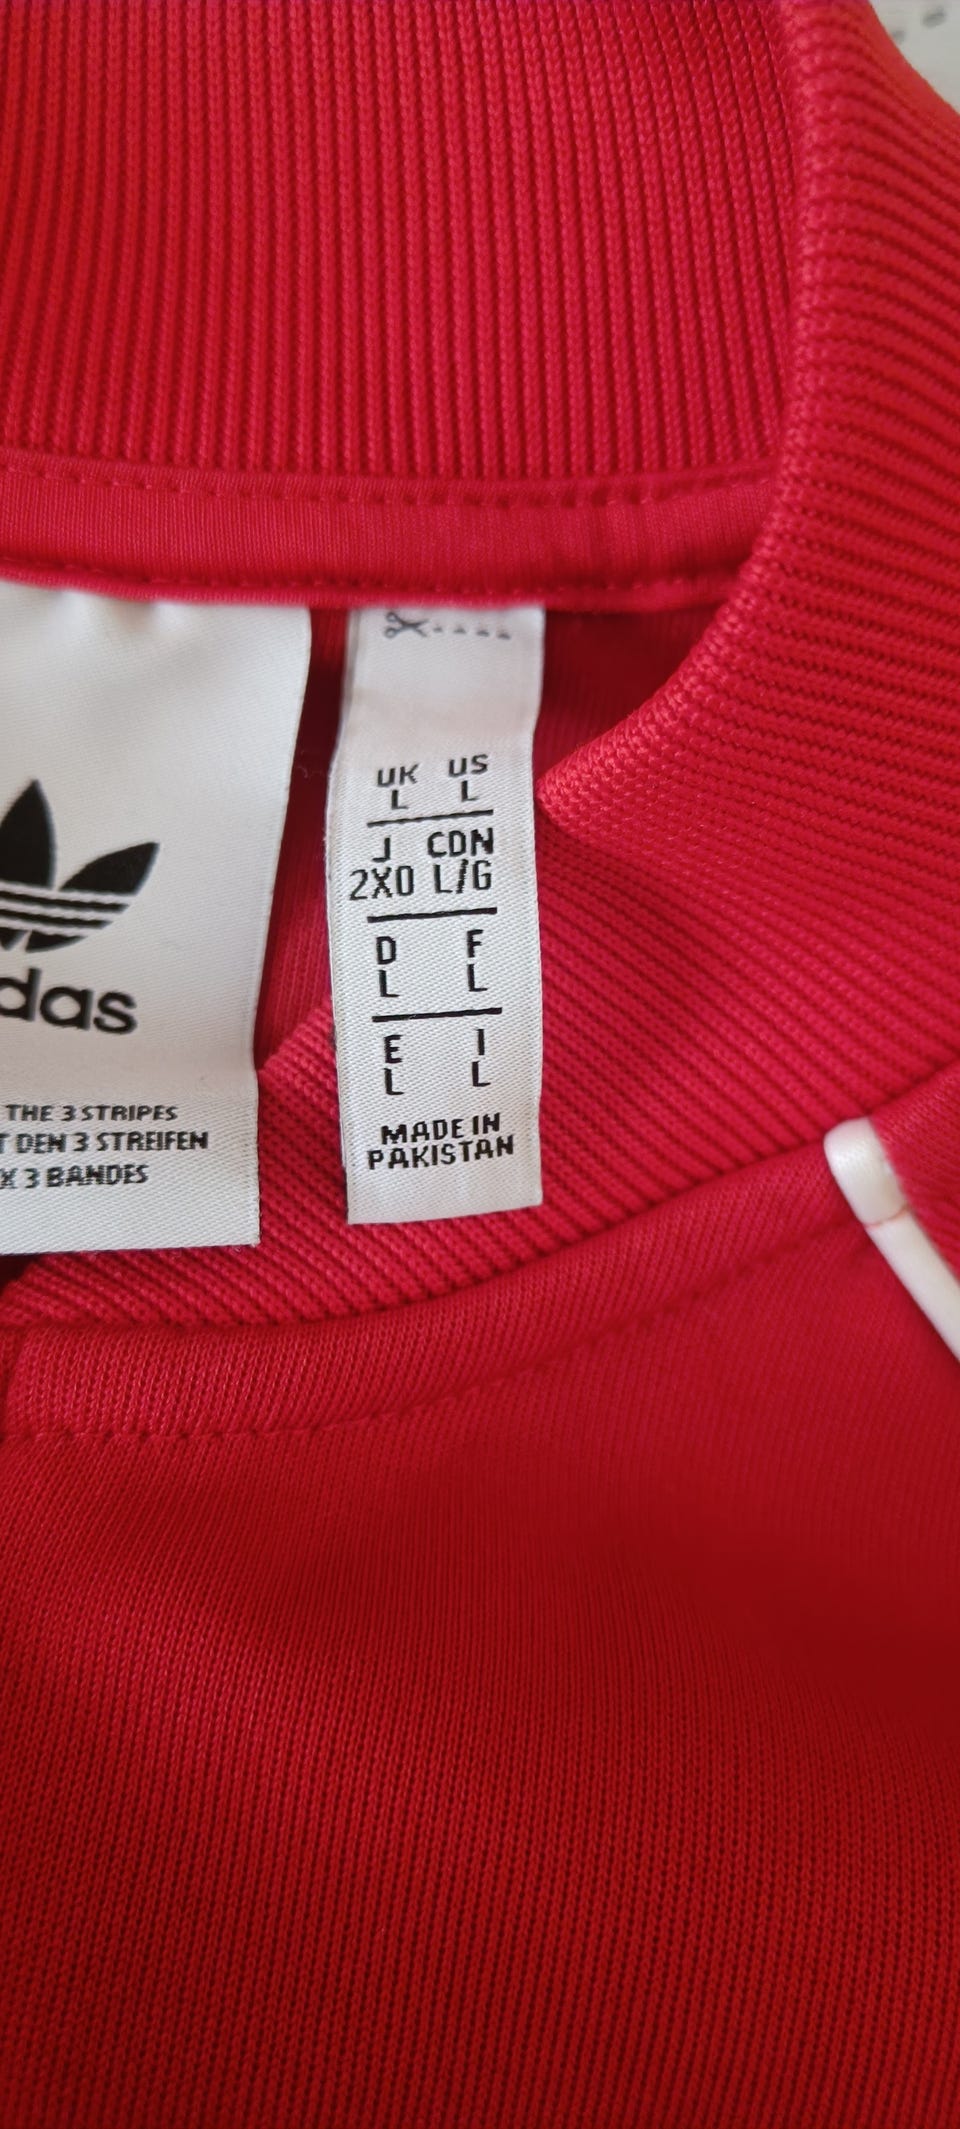 das
THE 3 STRIPES
T DEN 3 STREIFEN
X 3 BANDES
UK US
L L
J CDN
2XO L/G
D F
L L
E I
L L
MADE IN
PAKISTAN